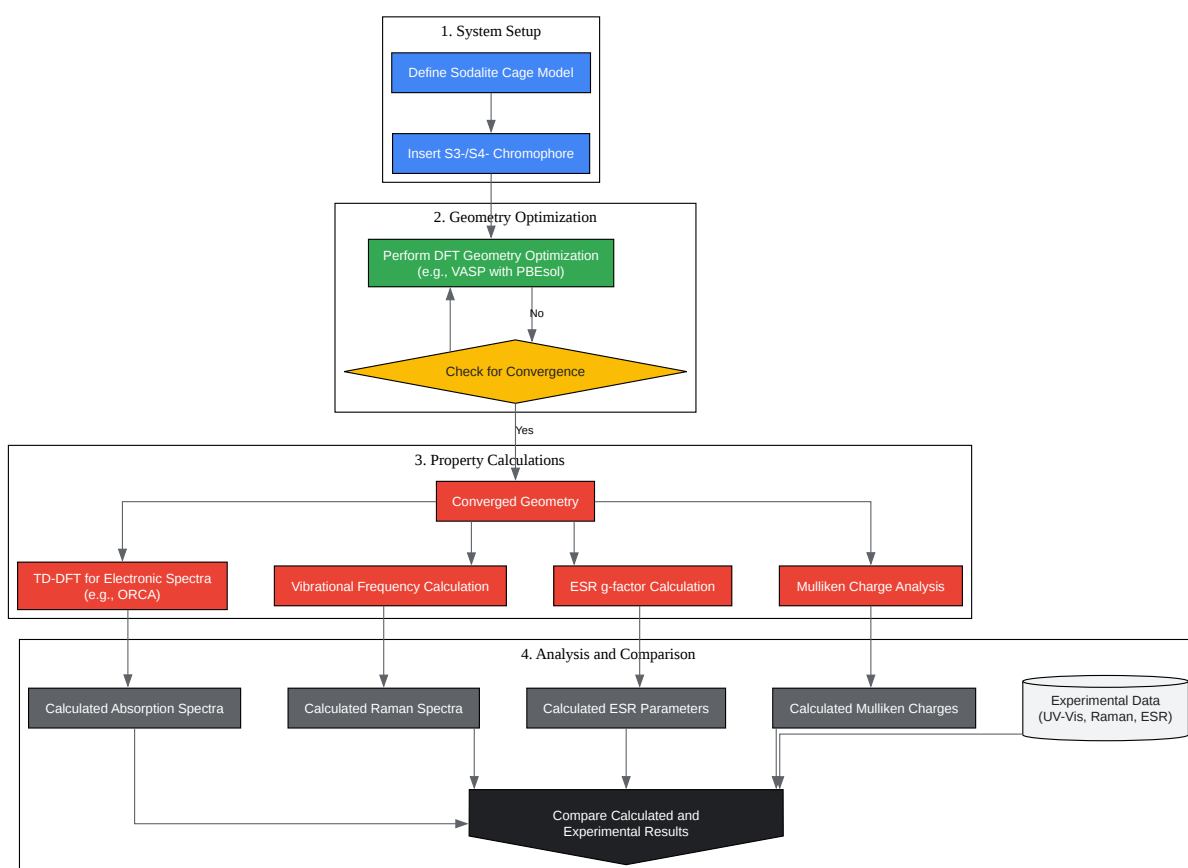 1. System Setup
Define Sodalite Cage Model
Insert S3-/S4- Chromophore
2. Geometry Optimization
Perform DFT Geometry Optimization
(e.g., VASP with PBEsol)
No
Check for Convergence
Yes
3. Property Calculations
Converged Geometry
TD-DFT for Electronic Spectra
(e.g., ORCA)
Vibrational Frequency Calculation
ESR g-factor Calculation
Mulliken Charge Analysis
4. Analysis and Comparison
Calculated Absorption Spectra
Calculated Raman Spectra
Calculated ESR Parameters
Calculated Mulliken Charges
Experimental Data
(UV-Vis, Raman, ESR)
Compare Calculated and
Experimental Results